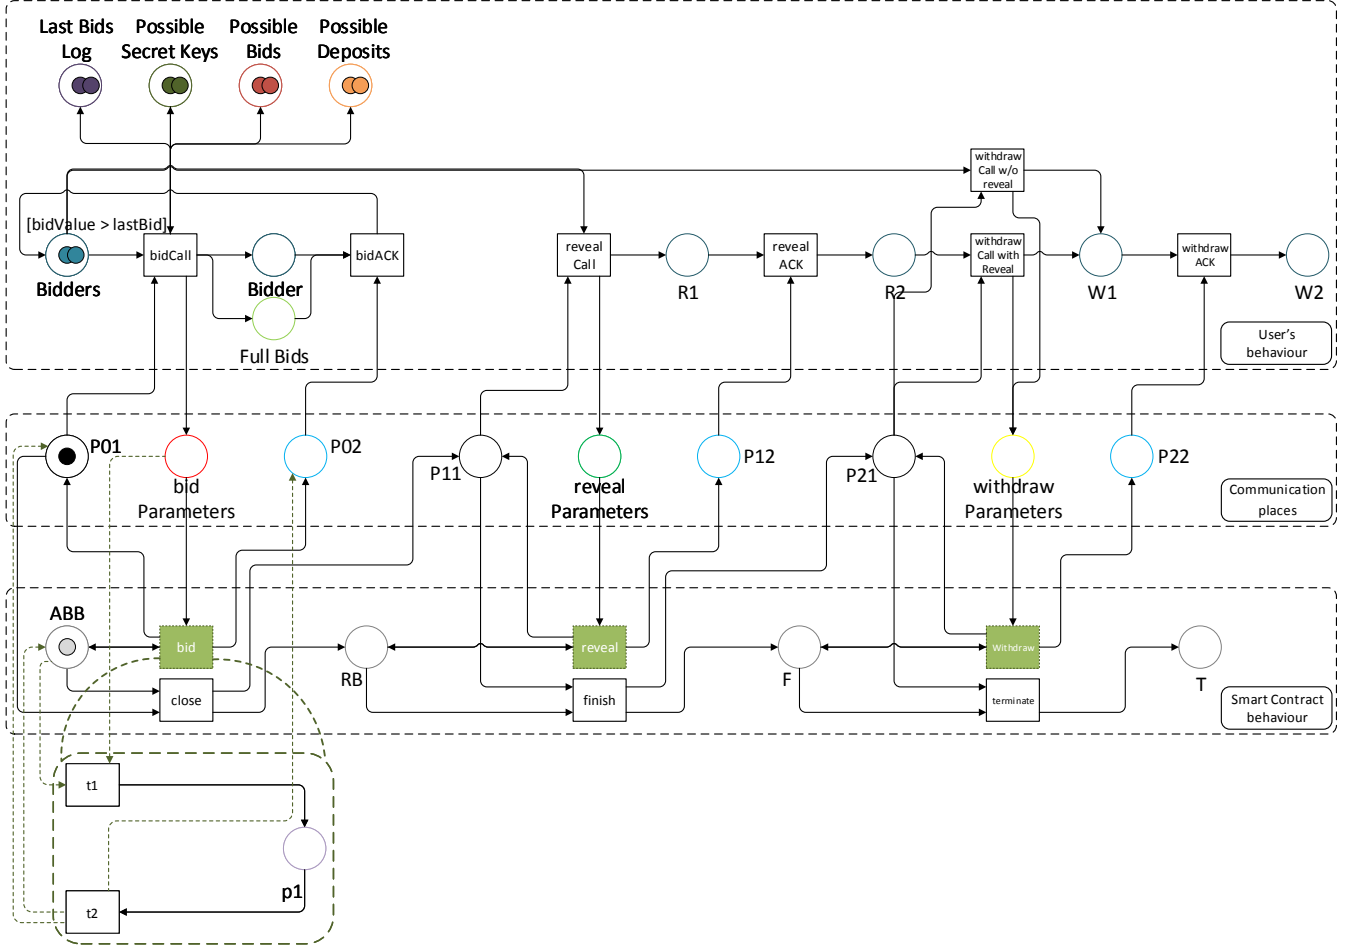 Last Bids
Log
Possible
Secret Keys
Possible
Bids
Possible
Deposits
withdraw
Call w/o
reveal
[bidValue > lastBid]
Bidders
bidCall
Bidder
bidACK
Full Bids
reveal
Call
R1
reveal
ACK
R2
withdraw
Call with
Reveal
W1
withdraw
ACK
W2
User's
behaviour
P01
bid
Parameters
P02
P11
reveal
Parameters
P12
P21
withdraw
Parameters
P22
Communication
places
ABB
bid
close
RB
reveal
finish
F
Withdraw
terminate
T
Smart Contract
behaviour
t1
p1
t2